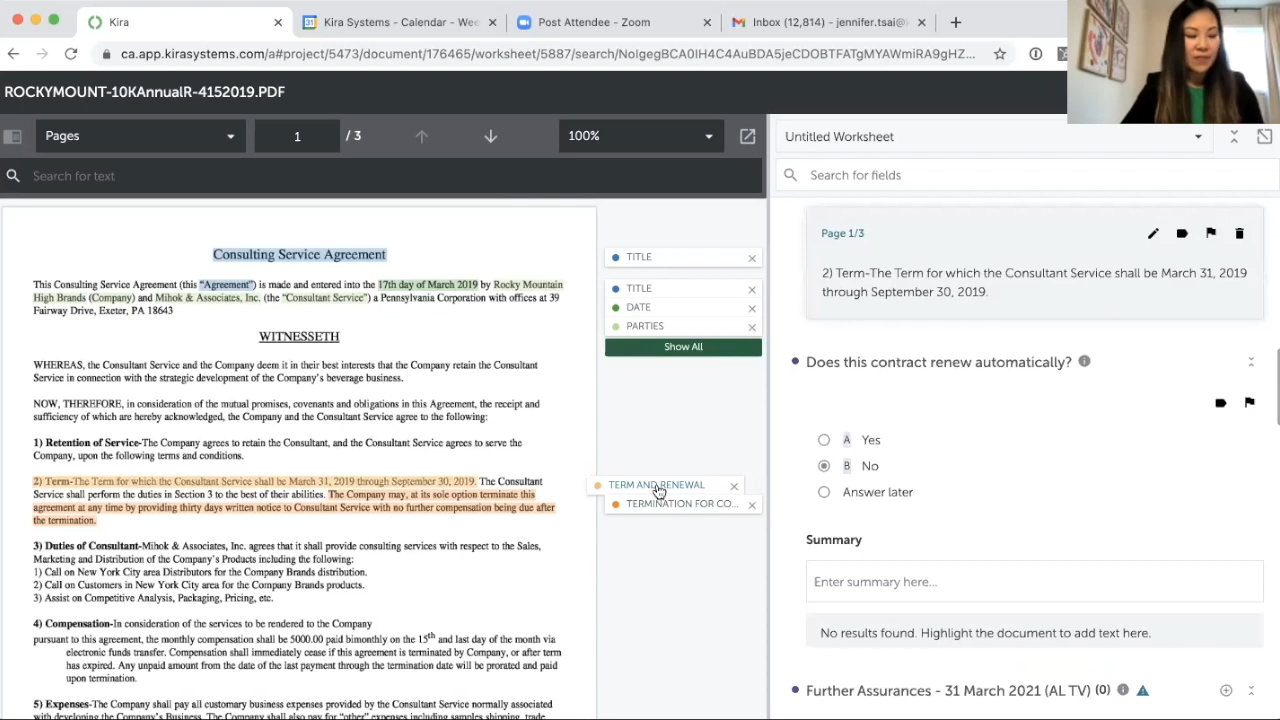 Kira
Kira Systems - Calendar - Wee
Post Attendee - Zoom
Inbox (12,814) - jennifer.tsai@
ca.app.kirasystems.com/a#project/5473/document/176465/worksheet/5887/search/NoIgegBCA0IH4C4AuBDA5jeCDOBTFATgMYAWmiRA9gHZ...
ROCKYMOUNT-10KAnnualR-4152019.PDF
Pages
1
/ 3
100%
Search for text
Consulting Service Agreement
This Consulting Service Agreement (this “Agreement”) is made and entered into the 17th day of March 2019 by Rocky Mountain
High Brands (Company) and Mihok & Associates, Inc. (the “Consultant Service”) a Pennsylvania Corporation with offices at 39
Fairway Drive, Exeter, PA 18643
WITNESSETH
WHEREAS, the Consultant Service and the Company deem it in their best interests that the Company retain the Consultant
Service in connection with the strategic development of the Company’s beverage business.
NOW, THEREFORE, in consideration of the mutual promises, covenants and obligations in this Agreement, the receipt and
sufficiency of which are hereby acknowledged, the Company and the Consultant Service agree to the following:
1) Retention of Service-The Company agrees to retain the Consultant, and the Consultant Service agrees to serve the
Company, upon the following terms and conditions.
2) Term-The Term for which the Consultant Service shall be March 31, 2019 through September 30, 2019. The Consultant
Service shall perform the duties in Section 3 to the best of their abilities. The Company may, at its sole option terminate this
agreement at any time by providing thirty days written notice to Consultant Service with no further compensation being due after
the termination.
3) Duties of Consultant-Mihok & Associates, Inc. agrees that it shall provide consulting services with respect to the Sales,
Marketing and Distribution of the Company’s Products including the following:
1) Call on New York City area Distributors for the Company Brands distribution.
2) Call on Customers in New York City area for the Company Brands products.
3) Assist on Competitive Analysis, Packaging, Pricing, etc.
4) Compensation-In consideration of the services to be rendered to the Company
pursuant to this agreement, the monthly compensation shall be 5000.00 paid bimonthly on the 15th and last day of the month via
electronic funds transfer. Compensation shall immediately cease if this agreement is terminated by Company, or after term
has expired. Any unpaid amount from the date of the last payment through the termination date will be prorated and paid
upon termination.
5) Expenses-The Company shall pay all customary business expenses provided by the Consultant Service normally associated
with developing the Company's Business. The Company shall also pay for "other" expenses including samples shipping, trade
TITLE
TITLE
DATE
PARTIES
Show All
TERM AND RENEWAL
TERMINATION FOR CO...
Untitled Worksheet
Search for fields
Page 1/3
2) Term-The Term for which the Consultant Service shall be March 31, 2019
through September 30, 2019.
Does this contract renew automatically?
A Yes
B No
Answer later
Summary
Enter summary here...
No results found. Highlight the document to add text here.
Further Assurances - 31 March 2021 (AL TV) (0)